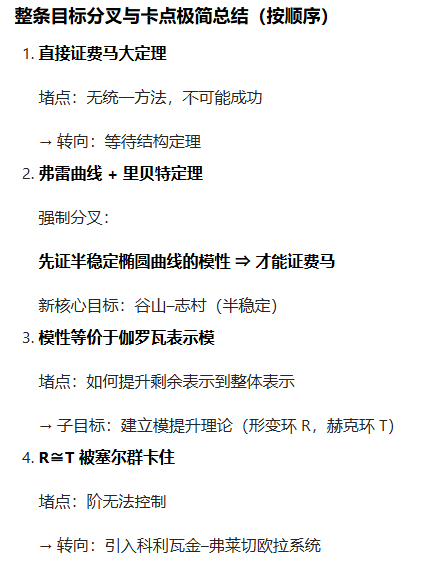 整条目标分叉与卡点极简总结（按顺序）
1. 直接证费马大定理
堵点：无统一方法，不可能成功
→ 转向：等待结构定理
2. 弗雷曲线 + 里贝特定理
强制分叉：
先证半稳定椭圆曲线的模性 ⇒ 才能证费马
新核心目标：谷山–志村（半稳定）
3. 模性等价于伽罗瓦表示模
堵点：如何提升剩余表示到整体表示
→ 子目标：建立模提升理论（形变环 R，赫克环 T）
4. R≅T 被塞尔群卡住
堵点：阶无法控制
→ 转向：引入科利瓦金–弗莱切欧拉系统